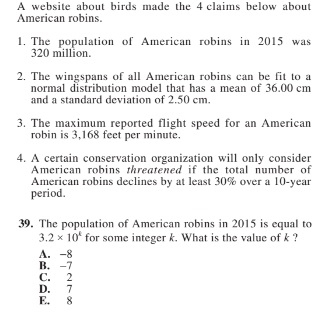 A website about birds made the 4 claims below about
American robins.
1. The population of American robins in 2015 was
320 million.
2. The wingspans of all American robins can be fit to a
normal distribution model that has a mean of 36.00 cm
and a standard deviation of 2.50 cm.
3. The maximum reported flight speed for an American
robin is 3,168 feet per minute.
4. A certain conservation organization will only consider
American robins threatened if the total number of
American robins declines by at least 30% over a 10-year
period.
39. The population of American robins in 2015 is equal to
3.2 × 10ᵏ for some integer k. What is the value of k ?
A. −8
B. −7
C. 2
D. 7
E. 8